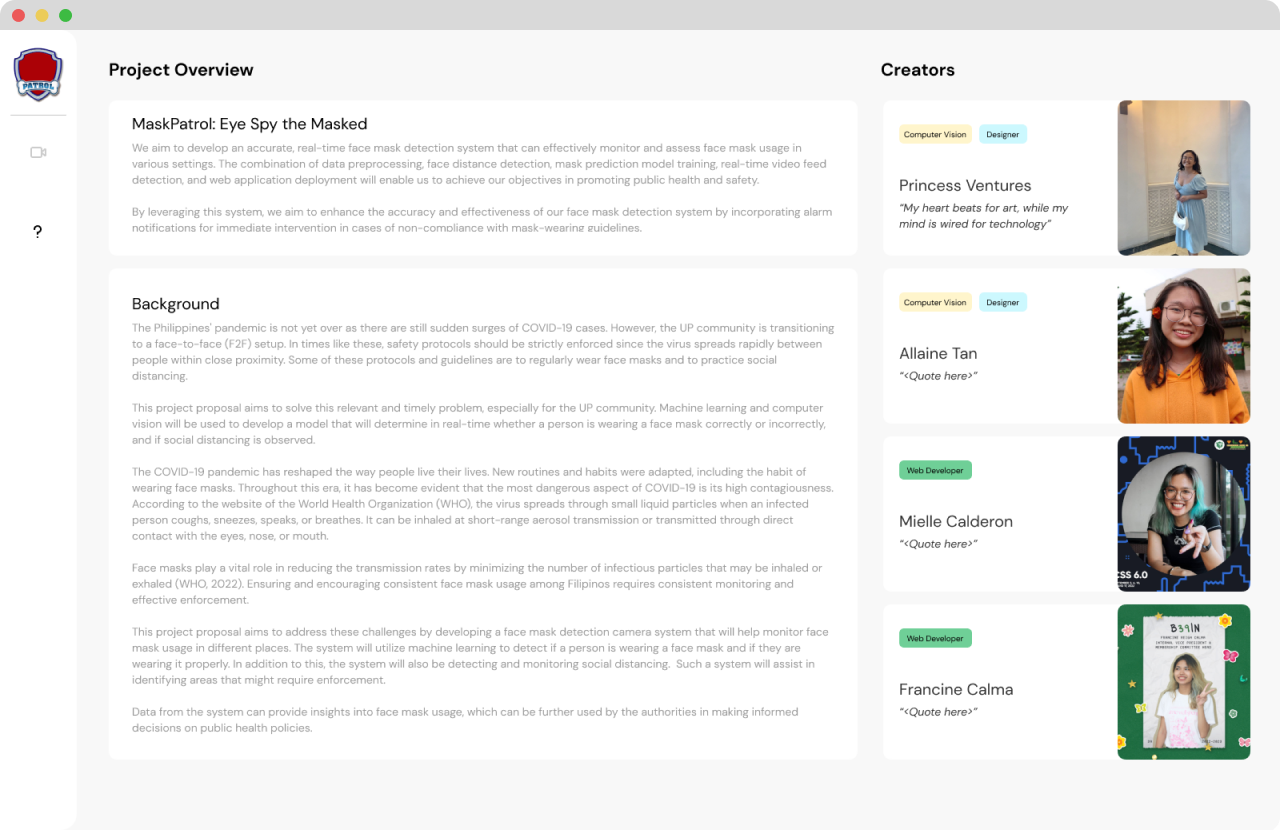 PATROL
?
Project Overview
MaskPatrol: Eye Spy the Masked
We aim to develop an accurate, real-time face mask detection system that can effectively monitor and assess face mask usage in
various settings. The combination of data preprocessing, face distance detection, mask prediction model training, real-time video feed
detection, and web application deployment will enable us to achieve our objectives in promoting public health and safety.
By leveraging this system, we aim to enhance the accuracy and effectiveness of our face mask detection system by incorporating alarm
notifications for immediate intervention in cases of non-compliance with mask-wearing guidelines.
Background
The Philippines' pandemic is not yet over as there are still sudden surges of COVID-19 cases. However, the UP community is transitioning
to a face-to-face (F2F) setup. In times like these, safety protocols should be strictly enforced since the virus spreads rapidly between
people within close proximity. Some of these protocols and guidelines are to regularly wear face masks and to practice social
distancing.
This project proposal aims to solve this relevant and timely problem, especially for the UP community. Machine learning and computer
vision will be used to develop a model that will determine in real-time whether a person is wearing a face mask correctly or incorrectly,
and if social distancing is observed.
The COVID-19 pandemic has reshaped the way people live their lives. New routines and habits were adapted, including the habit of
wearing face masks. Throughout this era, it has become evident that the most dangerous aspect of COVID-19 is its high contagiousness.
According to the website of the World Health Organization (WHO), the virus spreads through small liquid particles when an infected
person coughs, sneezes, speaks, or breathes. It can be inhaled at short-range aerosol transmission or transmitted through direct
contact with the eyes, nose, or mouth.
Face masks play a vital role in reducing the transmission rates by minimizing the number of infectious particles that may be inhaled or
exhaled (WHO, 2022). Ensuring and encouraging consistent face mask usage among Filipinos requires consistent monitoring and
effective enforcement.
This project proposal aims to address these challenges by developing a face mask detection camera system that will help monitor face
mask usage in different places. The system will utilize machine learning to detect if a person is wearing a face mask and if they are
wearing it properly. In addition to this, the system will also be detecting and monitoring social distancing.  Such a system will assist in
identifying areas that might require enforcement.
Data from the system can provide insights into face mask usage, which can be further used by the authorities in making informed
decisions on public health policies.
Creators
Computer Vision
Designer
Princess Ventures
“My heart beats for art, while my
mind is wired for technology”
Computer Vision
Designer
Allaine Tan
“<Quote here>”
Web Developer
Mielle Calderon
“<Quote here>”
CSS 6.0
Web Developer
Francine Calma
“<Quote here>”
B39IN
FRANCINE KEIGH CALMA
INTERNAL VICE PRESIDENT &
MEMBERSHIP COMMITTEE HEAD